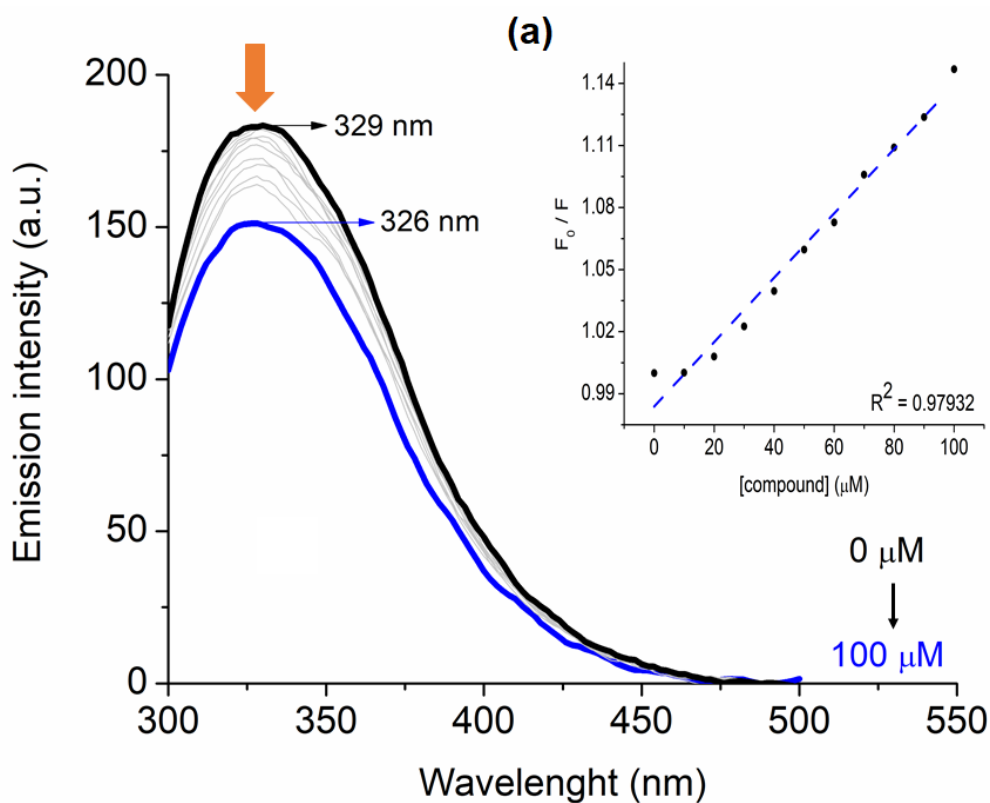 (a)
Emission intensity (a.u.)
200
150
100
50
0
329 nm
326 nm
F₀ / F
1.14
1.11
1.08
1.05
1.02
0.99
R² = 0.97932
0 20 40 60 80 100
[compound] (μM)
0 μM
100 μM
300 350 400 450 500 550
Wavelenght (nm)